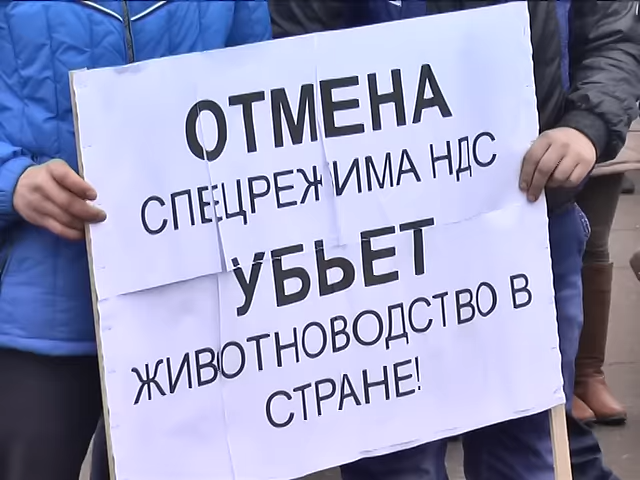 ОТМЕНА
СПЕЦРЕЖИМА НДС
УБЬЕТ
ЖИВОТНОВОДСТВО В
СТРАНЕ!